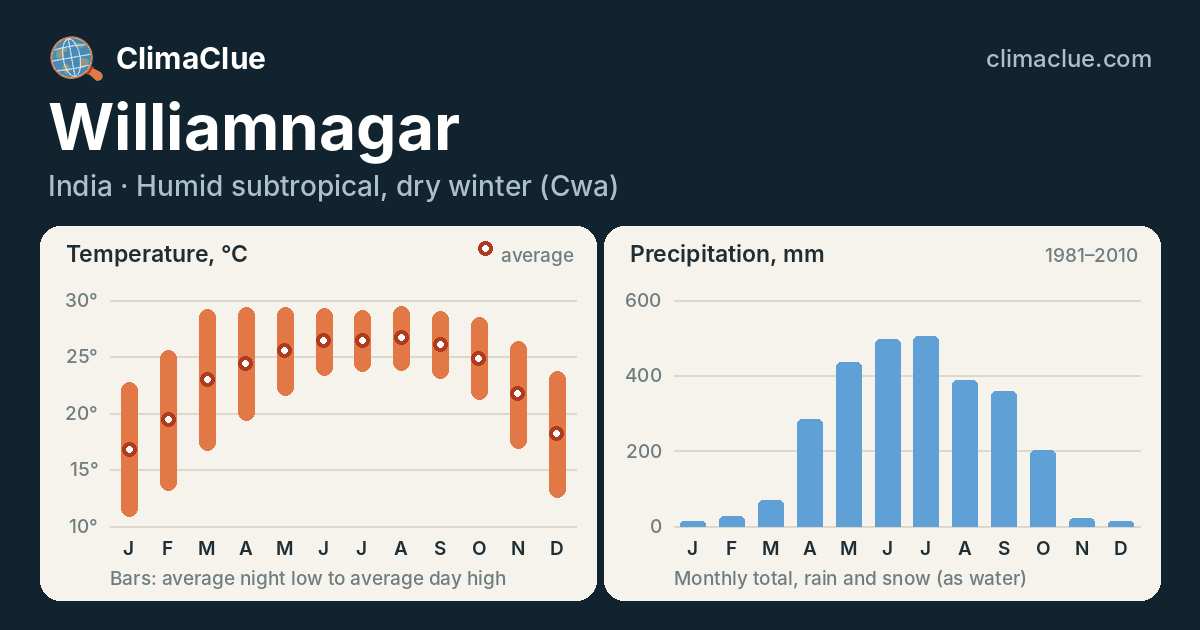 ClimaClue
climaclue.com
Williamnagar
India · Humid subtropical, dry winter (Cwa)
Temperature, °C
average
30°
25°
20°
15°
10°
J F M A M J J A S O N D
Bars: average night low to average day high
Precipitation, mm
1981–2010
600
400
200
0
J F M A M J J A S O N D
Monthly total, rain and snow (as water)